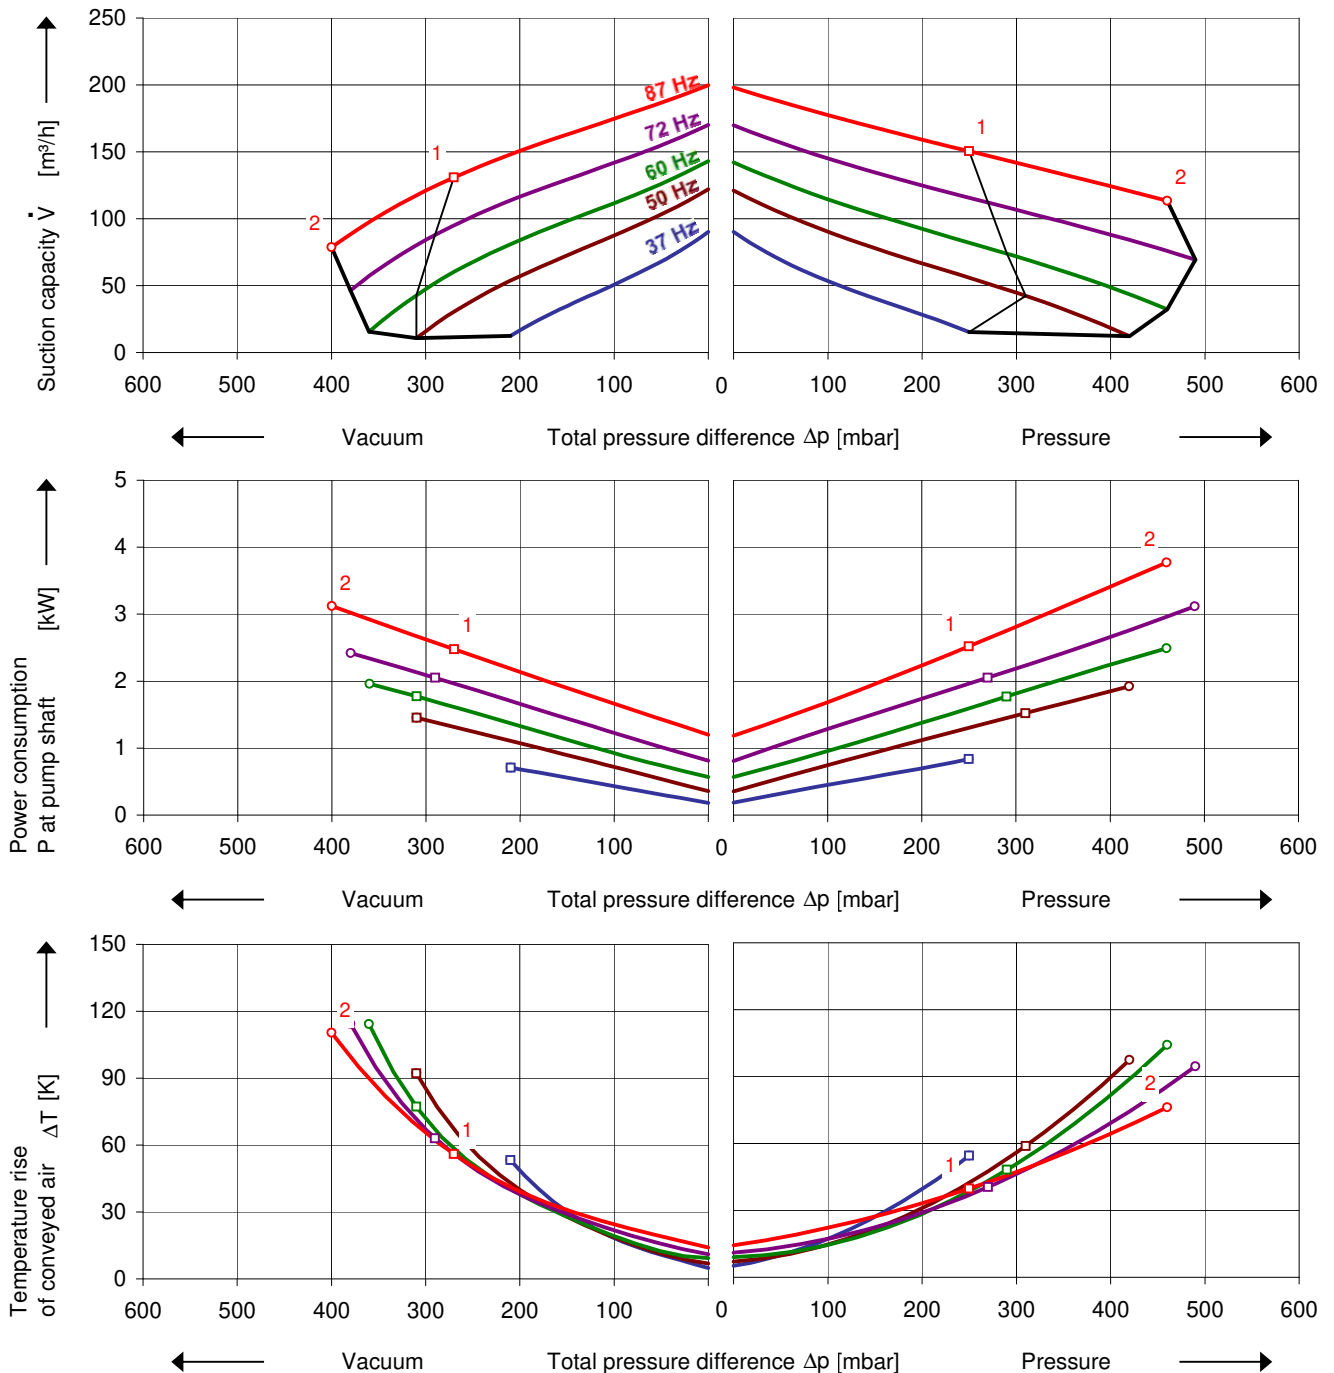 250
200
150
100
50
0
Suction capacity V̇ [m³/h]
87 Hz
72 Hz
60 Hz
50 Hz
37 Hz
1
2
1
2
600 500 400 300 200 100 0 100 200 300 400 500 600
Vacuum Total pressure difference Δp [mbar] Pressure
5
4
3
2
1
0
Power consumption
P at pump shaft [kW]
2
1
1
2
600 500 400 300 200 100 0 100 200 300 400 500 600
Vacuum Total pressure difference Δp [mbar] Pressure
150
120
90
60
30
0
Temperature rise
of conveyed air ΔT [K]
2
1
1
2
600 500 400 300 200 100 0 100 200 300 400 500 600
Vacuum Total pressure difference Δp [mbar] Pressure